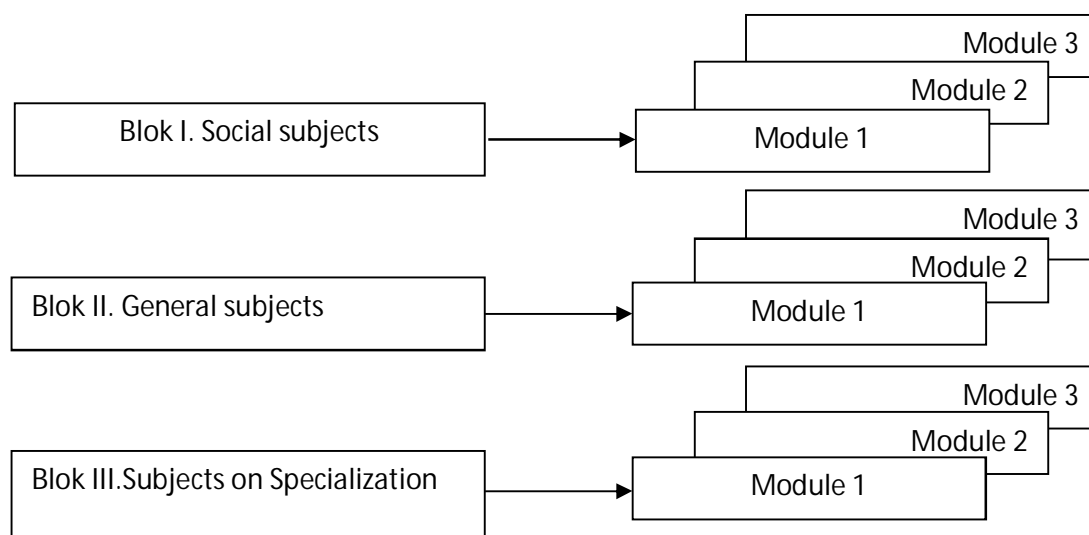 Module 3
Module 2
Blok I. Social subjects
Module 1
Module 3
Module 2
Blok II. General subjects
Module 1
Module 3
Module 2
Blok III.Subjects on Specialization
Module 1